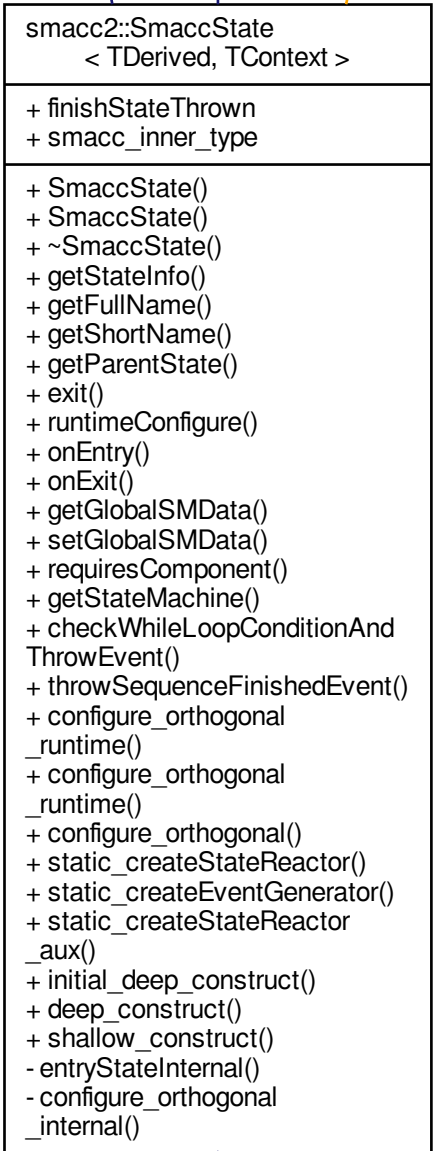 smacc2::SmaccState
< TDerived, TContext >
+ finishStateThrown
+ smacc_inner_type
+ SmaccState()
+ SmaccState()
+ ~SmaccState()
+ getStateInfo()
+ getFullName()
+ getShortName()
+ getParentState()
+ exit()
+ runtimeConfigure()
+ onEntry()
+ onExit()
+ getGlobalSMData()
+ setGlobalSMData()
+ requiresComponent()
+ getStateMachine()
+ checkWhileLoopConditionAnd
ThrowEvent()
+ throwSequenceFinishedEvent()
+ configure_orthogonal
_runtime()
+ configure_orthogonal
_runtime()
+ configure_orthogonal()
+ static_createStateReactor()
+ static_createEventGenerator()
+ static_createStateReactor
_aux()
+ initial_deep_construct()
+ deep_construct()
+ shallow_construct()
- entryStateInternal()
- configure_orthogonal
_internal()